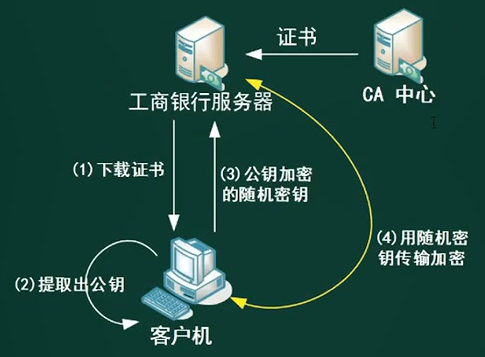 证书
工商银行服务器
CA 中心
(1)下载证书
(3)公钥加密
的随机密钥
(4)用随机密
钥传输加密
(2)提取出公钥
客户机